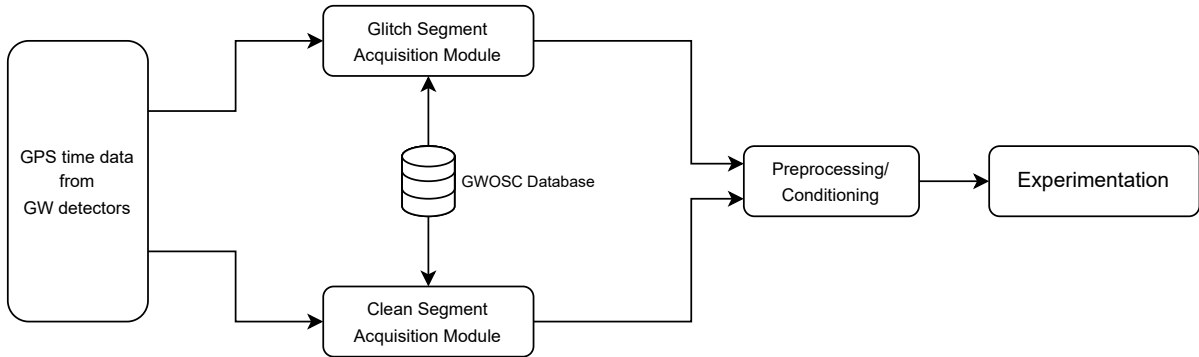 GPS time data
from
GW detectors
Glitch Segment
Acquisition Module
GWOSC Database
Clean Segment
Acquisition Module
Preprocessing/
Conditioning
Experimentation